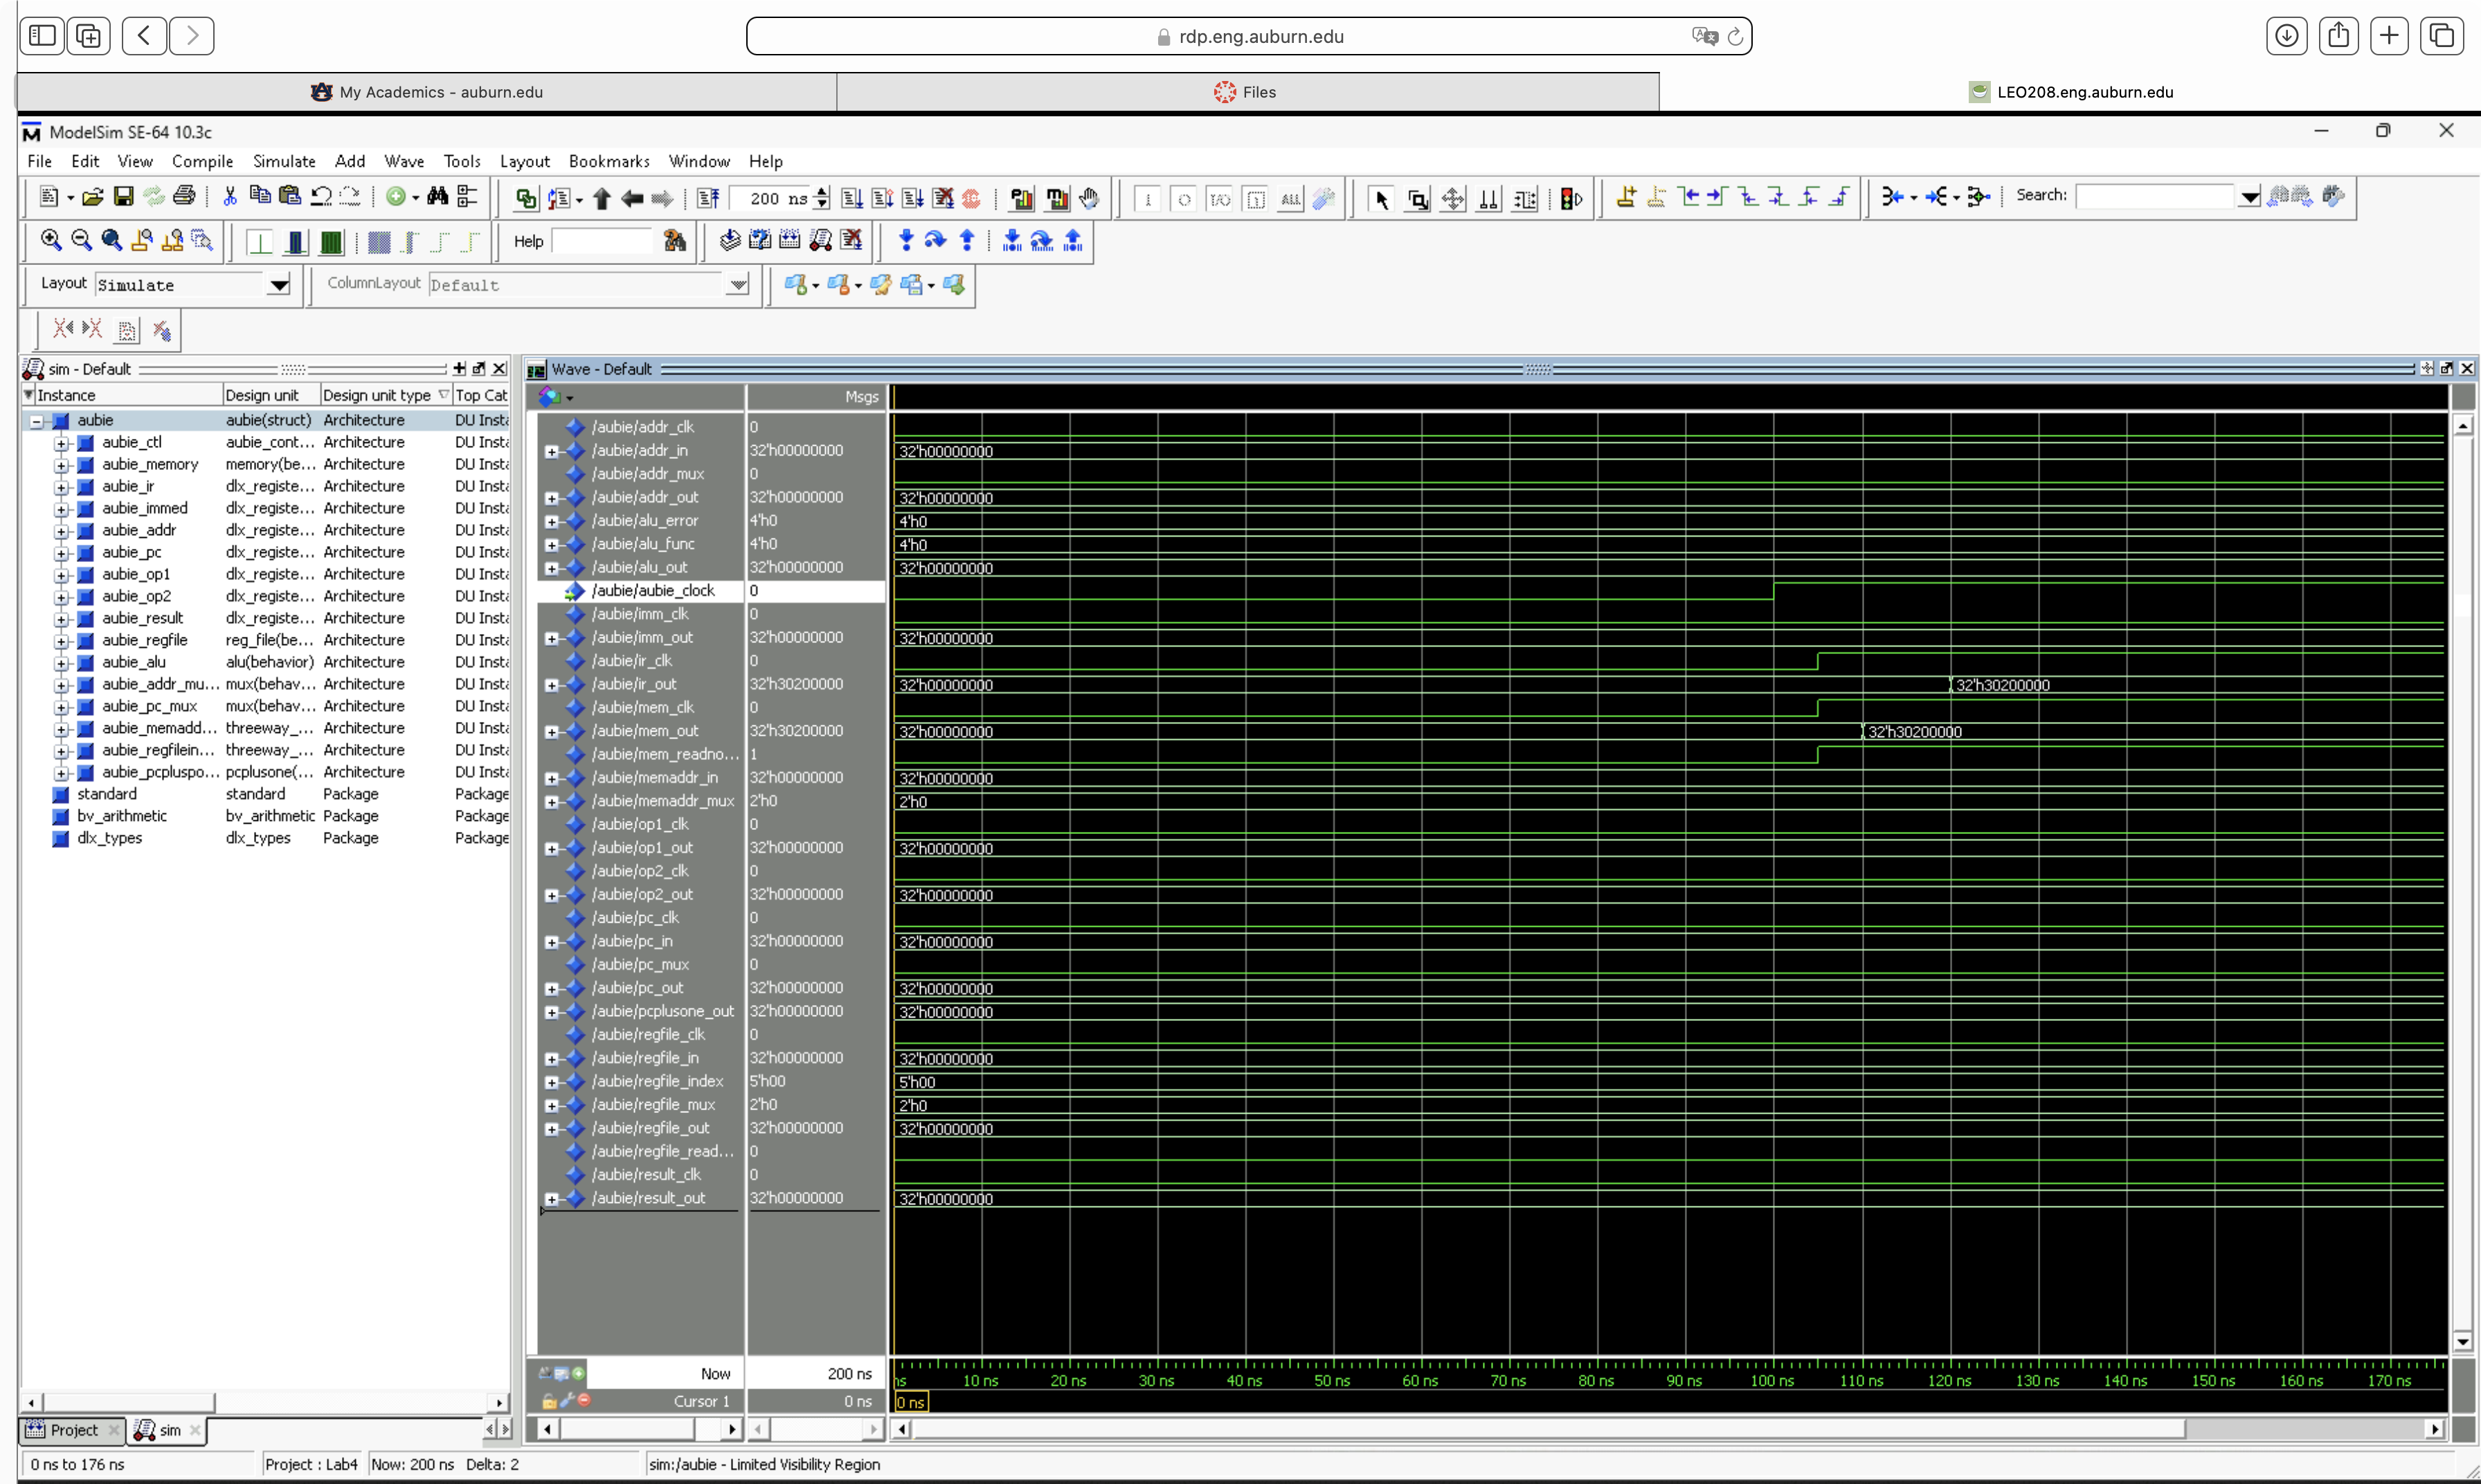 rdp.eng.auburn.edu
My Academics - auburn.edu
Files
LEO208.eng.auburn.edu
ModelSim SE-64 10.3c
File Edit View Compile Simulate Add Wave Tools Layout Bookmarks Window Help
200 ns
Search:
Help
Layout Simulate
ColumnLayout Default
sim - Default
Instance Design unit Design unit type Top Cat
aubie aubie(struct) Architecture DU Insta
aubie_ctl aubie_cont... Architecture DU Insta
aubie_memory memory(be... Architecture DU Insta
aubie_ir dlx_registe... Architecture DU Insta
aubie_immed dlx_registe... Architecture DU Insta
aubie_addr dlx_registe... Architecture DU Insta
aubie_pc dlx_registe... Architecture DU Insta
aubie_op1 dlx_registe... Architecture DU Insta
aubie_op2 dlx_registe... Architecture DU Insta
aubie_result dlx_registe... Architecture DU Insta
aubie_regfile reg_file(be... Architecture DU Insta
aubie_alu alu(behavior) Architecture DU Insta
aubie_addr_mu... mux(behav... Architecture DU Insta
aubie_pc_mux mux(behav... Architecture DU Insta
aubie_memadd... threeway_... Architecture DU Insta
aubie_regfilein... threeway_... Architecture DU Insta
aubie_pcpluspo... pcplusone(... Architecture DU Insta
standard standard Package Package
bv_arithmetic bv_arithmetic Package Package
dlx_types dlx_types Package Package
Wave - Default
Msgs
/aubie/addr_clk 0
/aubie/addr_in 32'h00000000 32'h00000000
/aubie/addr_mux 0
/aubie/addr_out 32'h00000000 32'h00000000
/aubie/alu_error 4'h0 4'h0
/aubie/alu_func 4'h0 4'h0
/aubie/alu_out 32'h00000000 32'h00000000
/aubie/aubie_clock 0
/aubie/imm_clk 0
/aubie/imm_out 32'h00000000 32'h00000000
/aubie/ir_clk 0
/aubie/ir_out 32'h30200000 32'h00000000 32'h30200000
/aubie/mem_clk 0
/aubie/mem_out 32'h30200000 32'h00000000 32'h30200000
/aubie/mem_readno... 1
/aubie/memaddr_in 32'h00000000 32'h00000000
/aubie/memaddr_mux 2'h0 2'h0
/aubie/op1_clk 0
/aubie/op1_out 32'h00000000 32'h00000000
/aubie/op2_clk 0
/aubie/op2_out 32'h00000000 32'h00000000
/aubie/pc_clk 0
/aubie/pc_in 32'h00000000 32'h00000000
/aubie/pc_mux 0
/aubie/pc_out 32'h00000000 32'h00000000
/aubie/pcplusone_out 32'h00000000 32'h00000000
/aubie/regfile_clk 0
/aubie/regfile_in 32'h00000000 32'h00000000
/aubie/regfile_index 5'h00 5'h00
/aubie/regfile_mux 2'h0 2'h0
/aubie/regfile_out 32'h00000000 32'h00000000
/aubie/regfile_read... 0
/aubie/result_clk 0
/aubie/result_out 32'h00000000 32'h00000000
Now 200 ns
ns 10 ns 20 ns 30 ns 40 ns 50 ns 60 ns 70 ns 80 ns 90 ns 100 ns 110 ns 120 ns 130 ns 140 ns 150 ns 160 ns 170 ns
Cursor 1 0 ns 0 ns
Project sim
0 ns to 176 ns Project : Lab4 Now: 200 ns Delta: 2 sim:/aubie - Limited Visibility Region